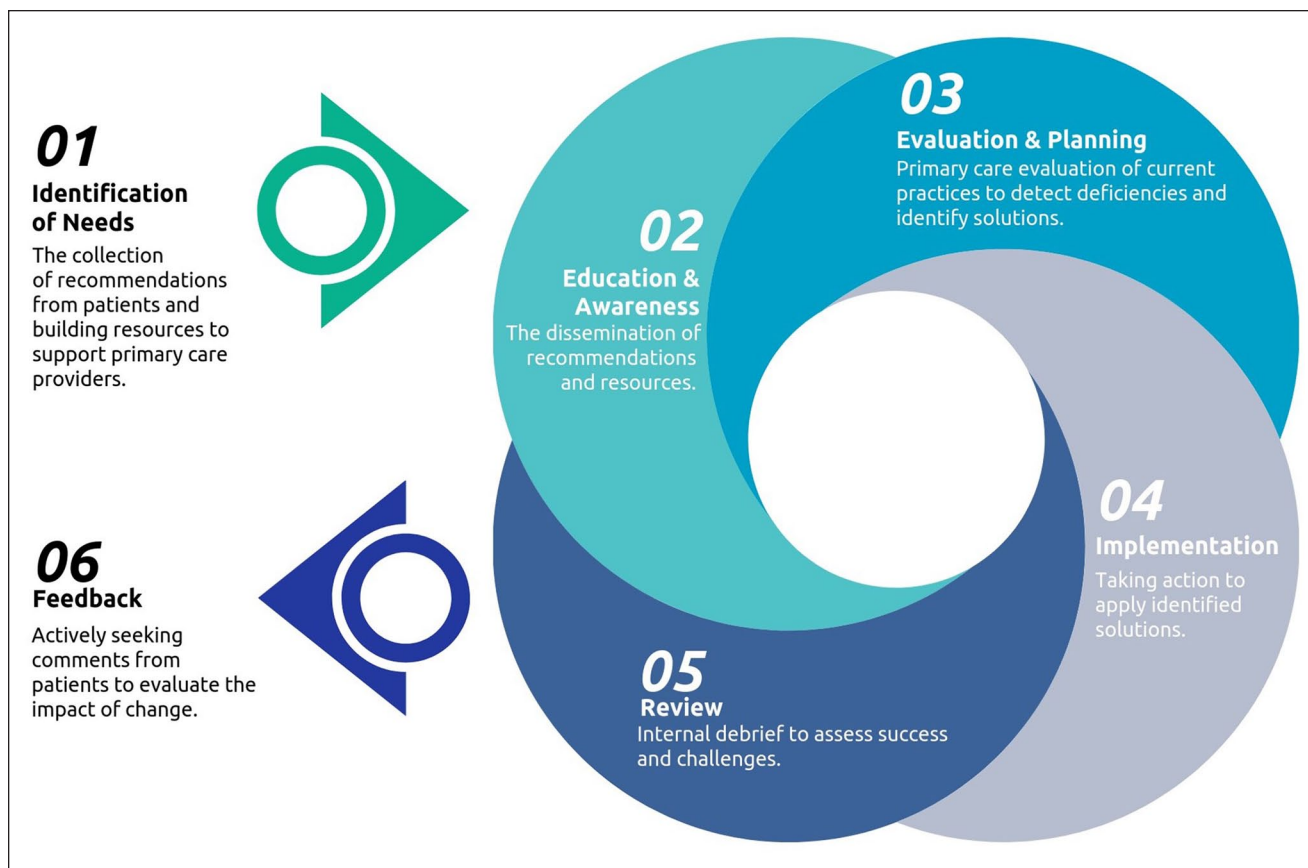 01
Identification
of Needs
The collection
of recommendations
from patients and
building resources to
support primary care
providers.
02
Education &
Awareness
The dissemination of
recommendations
and resources.
03
Evaluation & Planning
Primary care evaluation of current
practices to detect deficiencies and
identify solutions.
04
Implementation
Taking action to
apply identified
solutions.
05
Review
Internal debrief to assess success
and challenges.
06
Feedback
Actively seeking
comments from
patients to evaluate the
impact of change.